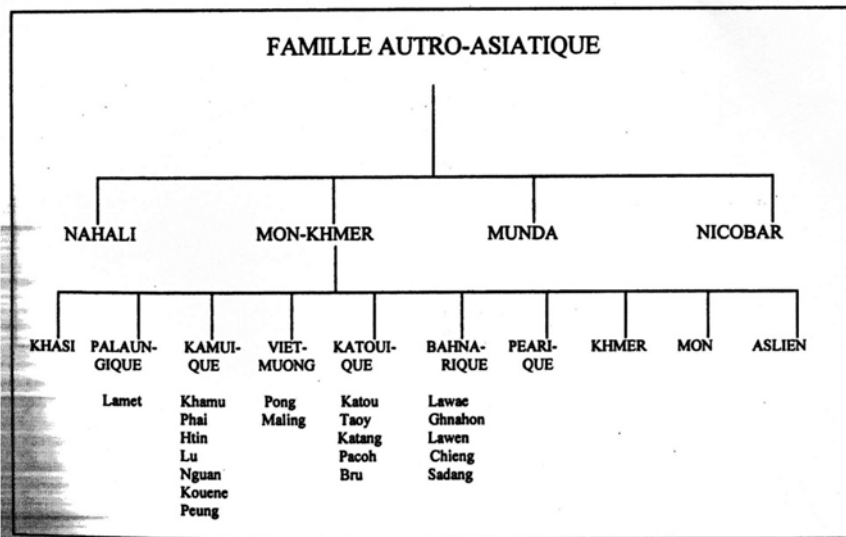 FAMILLE AUTRO-ASIATIQUE
NAHALI MON-KHMER MUNDA NICOBAR
KHASI PALAUN- KAMUI- VIET- KATOUI- BAHNA- PEARI- KHMER MON ASLIEN
GIQUE QUE MUONG QUE RIQUE QUE
Lamet Khamu Pong Katou Lawae
Phai Maling Taoy Ghnahon
Htin Katang Lawen
Lu Pacoh Chieng
Nguan Bru Sadang
Kouene
Peung